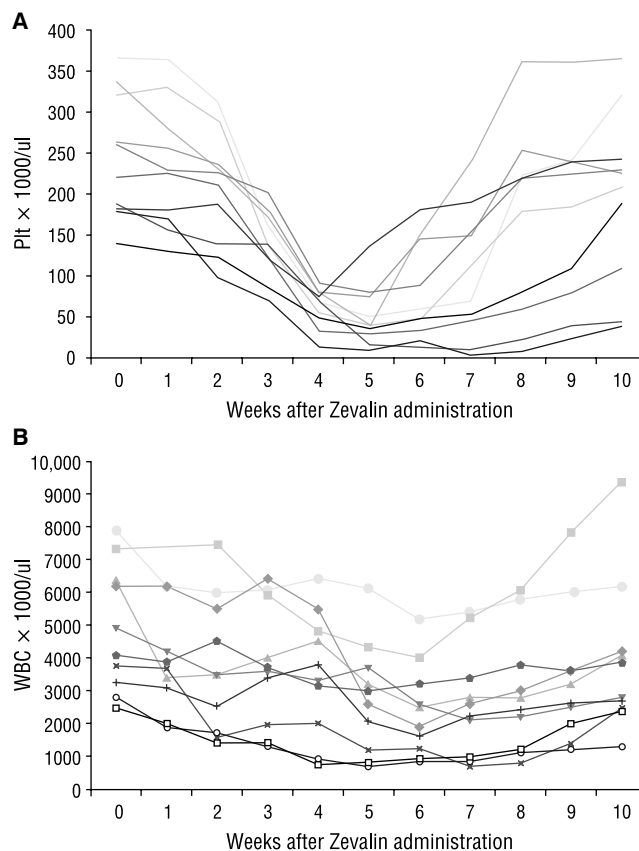 A
400
350
300
250
200
150
100
50
0
Plt × 1000/ul
0 1 2 3 4 5 6 7 8 9 10
Weeks after Zevalin administration
B
10,000
9000
8000
7000
6000
5000
4000
3000
2000
1000
0
WBC × 1000/ul
0 1 2 3 4 5 6 7 8 9 10
Weeks after Zevalin administration